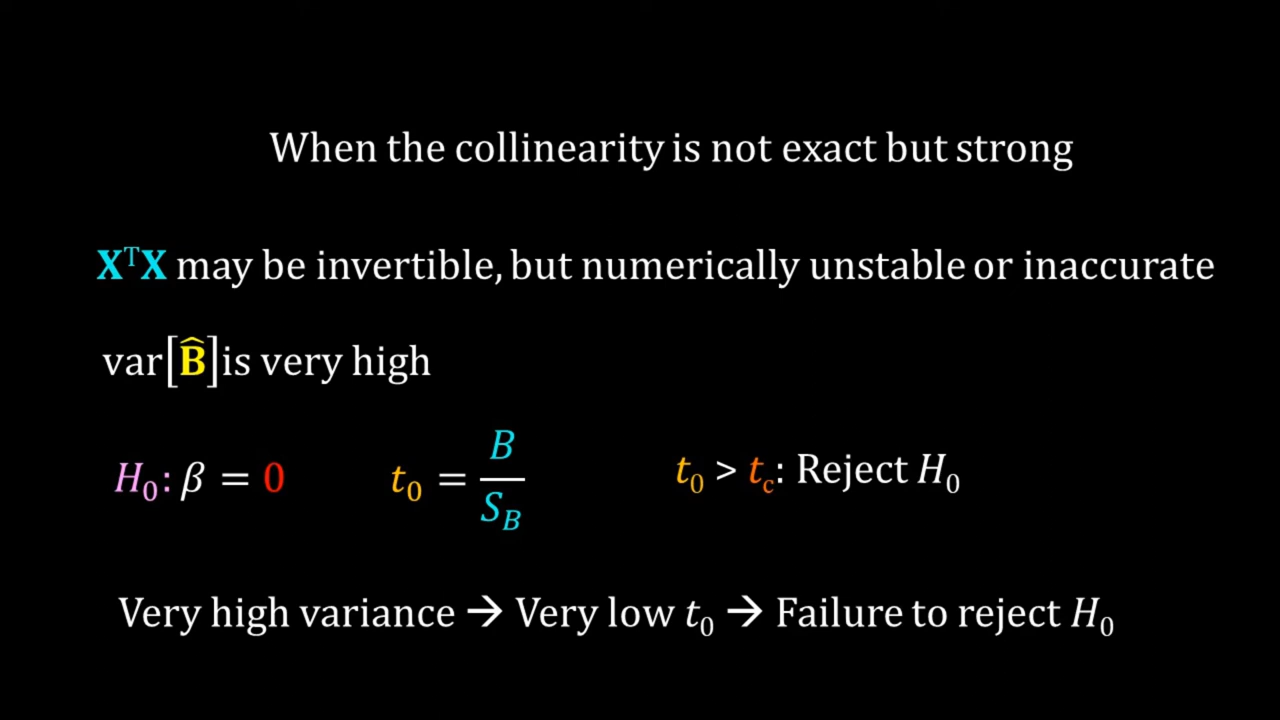 When the collinearity is not exact but strong
XᵀX may be invertible, but numerically unstable or inaccurate
var[B̂] is very high
H₀: β = 0    t₀ = B / S_B    t₀ > t_c: Reject H₀
Very high variance → Very low t₀ → Failure to reject H₀